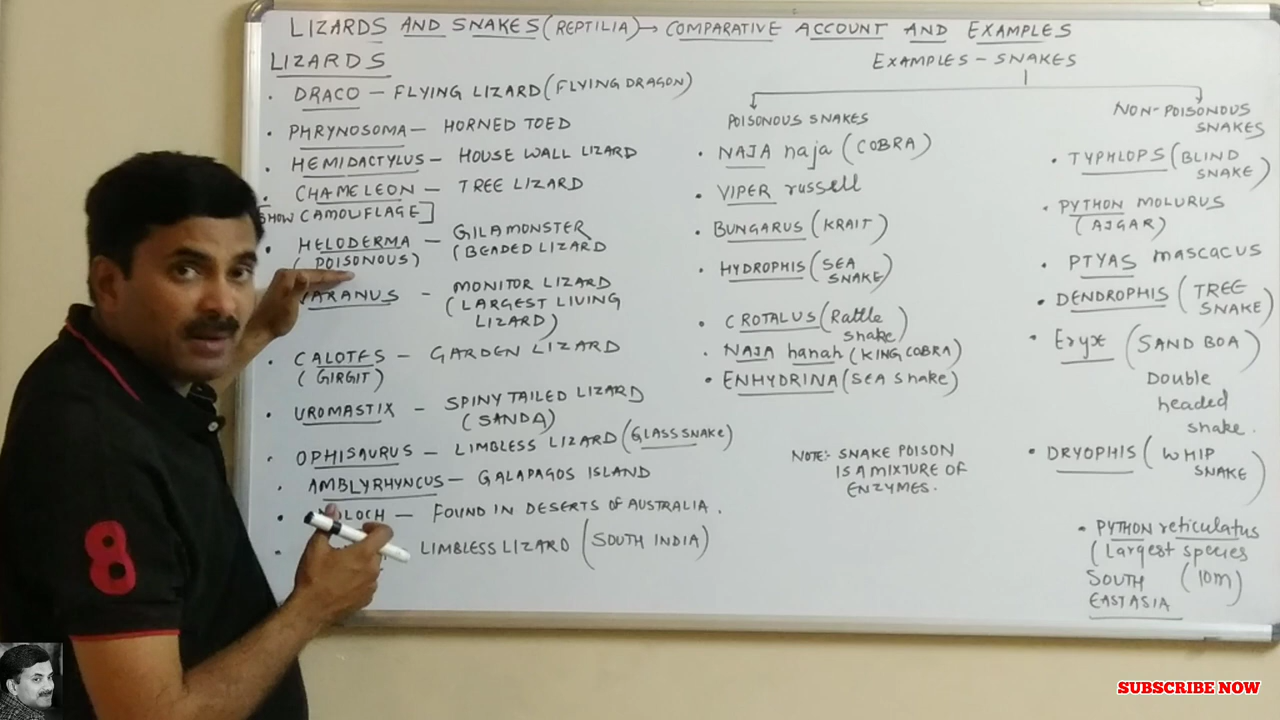 LIZARDS AND SNAKES (REPTILIA) → COMPARATIVE ACCOUNT AND EXAMPLES
LIZARDS
• DRACO – FLYING LIZARD (FLYING DRAGON)
• PHRYNOSOMA – HORNED TOED
• HEMIDACTYLUS – HOUSE WALL LIZARD
• CHAMELEON – TREE LIZARD
SHOW CAMOUFLAGE]
• HELODERMA – GILAMONSTER
(POISONOUS) (BEADED LIZARD
VARANUS – MONITOR LIZARD
(LARGEST LIVING
LIZARD)
• CALOTES – GARDEN LIZARD
(GIRGIT)
• UROMASTIX – SPINY TAILED LIZARD
(SANDA)
• OPHISAURUS – LIMBLESS LIZARD (GLASS SNAKE)
• AMBLYRHYNCUS – GALAPAGOS ISLAND
• LOCH – FOUND IN DESERTS OF AUSTRALIA.
• LIMBLESS LIZARD (SOUTH INDIA)
EXAMPLES – SNAKES
POISONOUS SNAKES
• NAJA naja (COBRA)
• VIPER russell
• BUNGARUS (KRAIT)
• HYDROPHIS (SEA
SNAKE)
• CROTALUS (Rattle
snake)
• NAJA hanah (KING COBRA)
• ENHYDRINA (SEA Snake)
NOTE:- SNAKE POISON
IS A MIXTURE OF
ENZYMES.
NON-POISONOUS
SNAKES
• TYPHLOPS (BLIND
SNAKE)
• PYTHON MOLURUS
(AJGAR)
• PTYAS MASCACUS
• DENDROPHIS (TREE
SNAKE)
• Eryx (SAND BOA)
Double
headed
snake.
• DRYOPHIS (WHIP
SNAKE)
• PYTHON reticulatus
(Largest species
SOUTH (10m)
EAST ASIA
8
SUBSCRIBE NOW